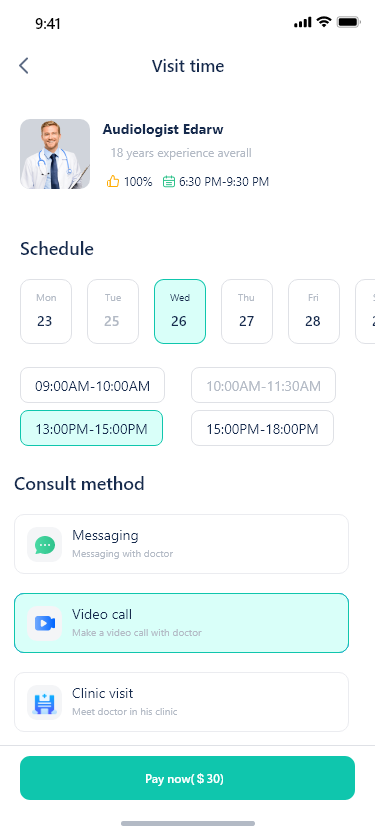 9:41
Visit time
Audiologist Edarw
18 years experience averall
100% 6:30 PM-9:30 PM
Schedule
Mon Tue Wed Thu Fri
23 25 26 27 28
09:00AM-10:00AM 10:00AM-11:30AM
13:00PM-15:00PM 15:00PM-18:00PM
Consult method
Messaging
Messaging with doctor
Video call
Make a video call with doctor
Clinic visit
Meet doctor in his clinic
Pay now($30)